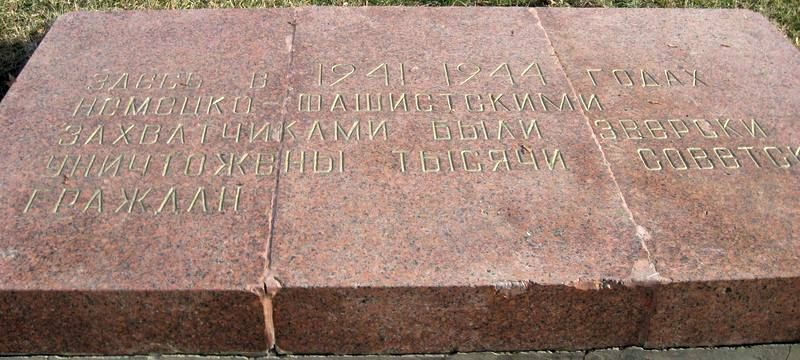 ЗДЕСЬ В 1941-1944 ГОДАХ
НЕМЕЦКО-ФАШИСТСКИМИ
ЗАХВАТЧИКАМИ БЫЛИ ЗВЕРСКИ
УНИЧТОЖЕНЫ ТЫСЯЧИ СОВЕТСК
ГРАЖДАН